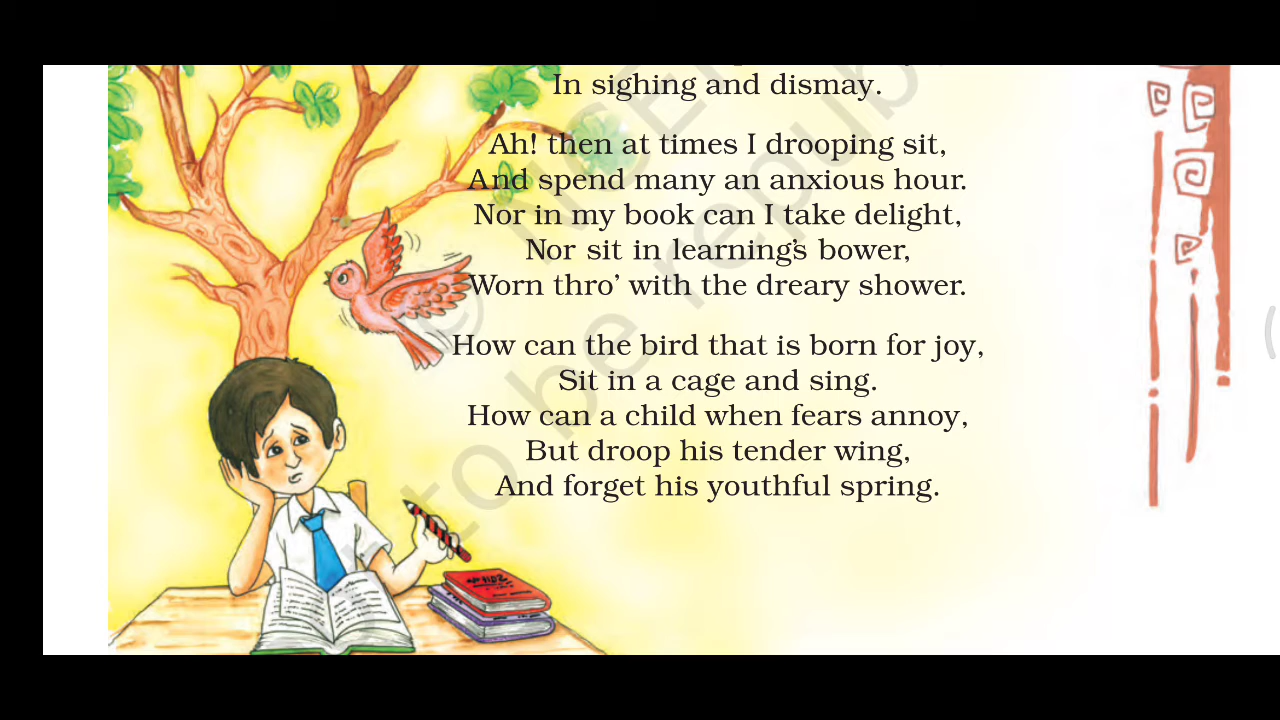 In sighing and dismay.
Ah! then at times I drooping sit,
And spend many an anxious hour.
Nor in my book can I take delight,
Nor sit in learning's bower,
Worn thro' with the dreary shower.
How can the bird that is born for joy,
Sit in a cage and sing.
How can a child when fears annoy,
But droop his tender wing,
And forget his youthful spring.
to be republ